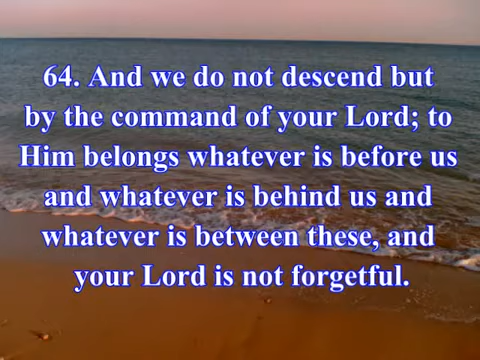 64. And we do not descend but
by the command of your Lord; to
Him belongs whatever is before us
and whatever is behind us and
whatever is between these, and
your Lord is not forgetful.